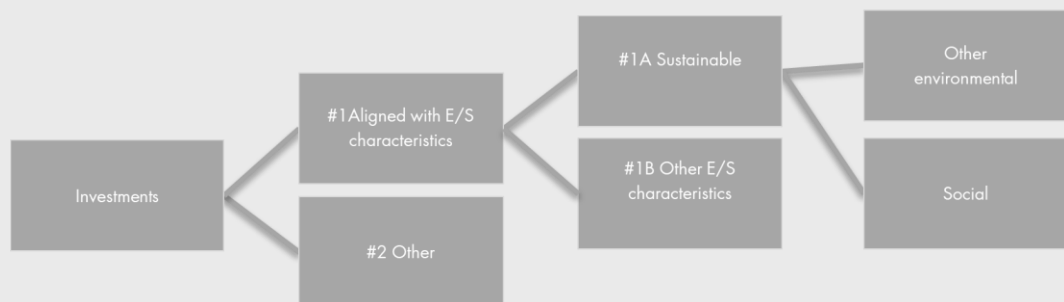 Investments
#1Aligned with E/S
characteristics
#2 Other
#1A Sustainable
#1B Other E/S
characteristics
Other
environmental
Social